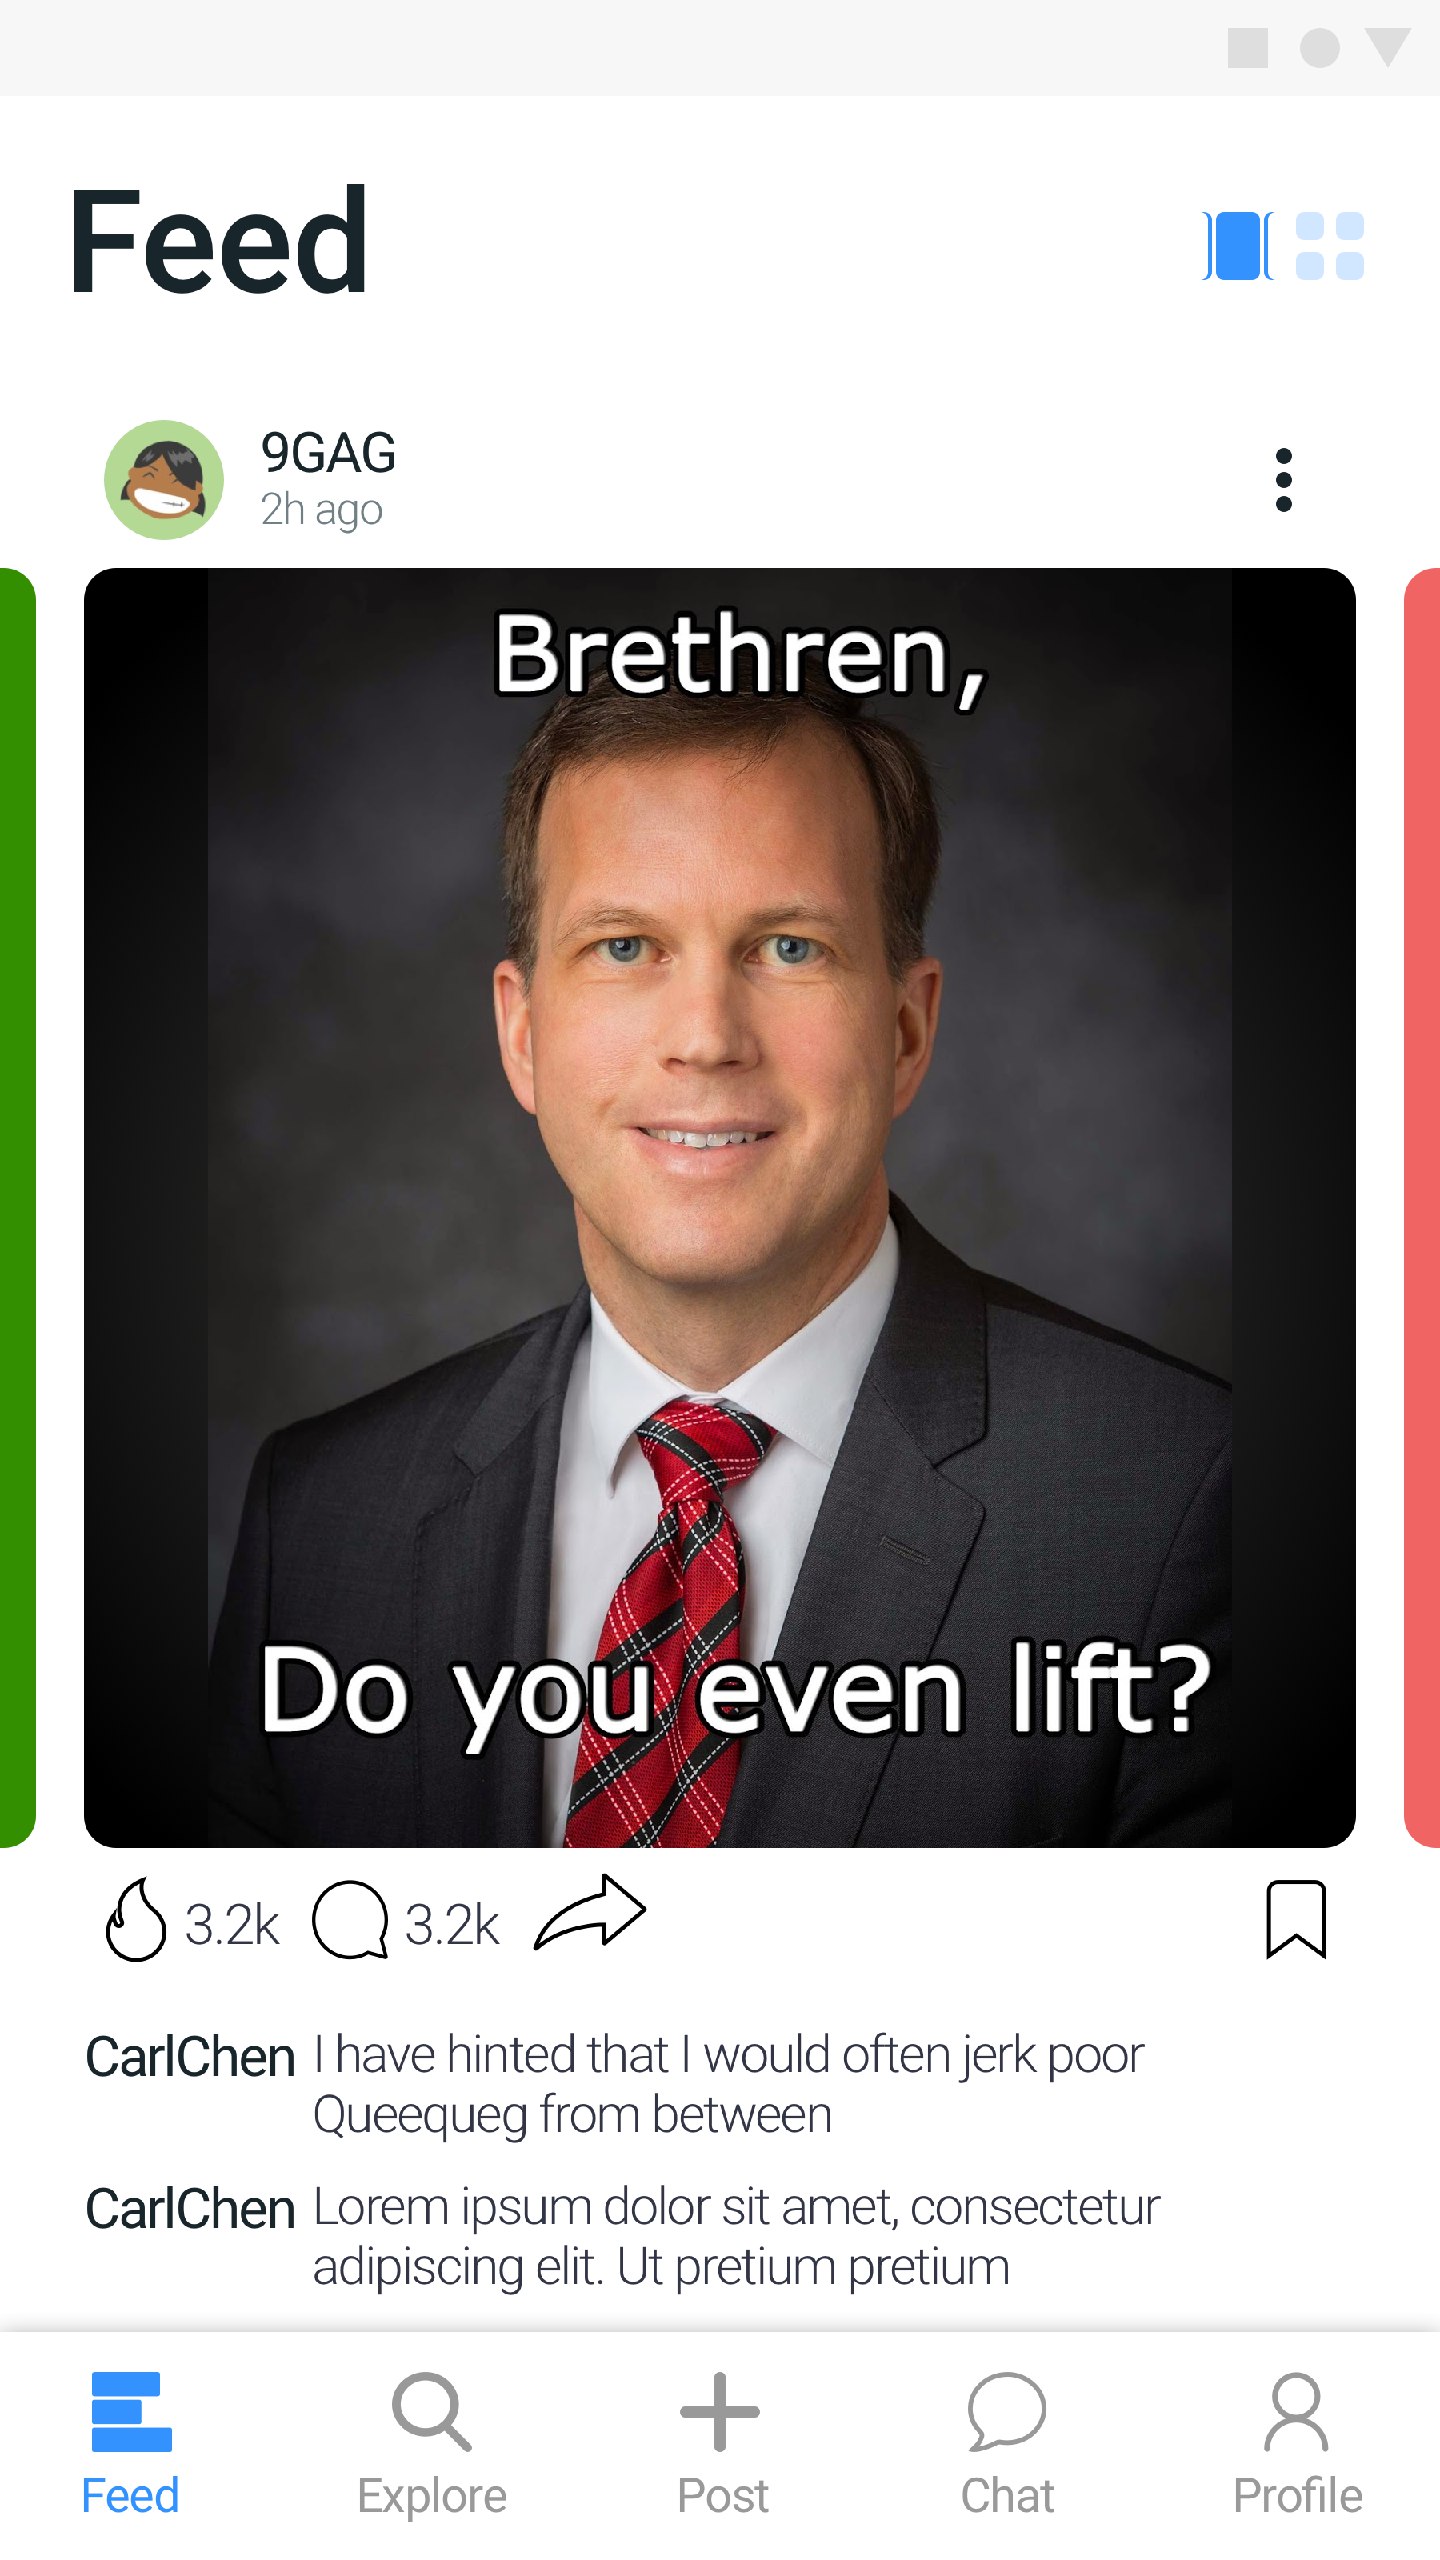 Feed
9GAG
2h ago
Brethren,
Do you even lift?
3.2k 3.2k
CarlChen I have hinted that I would often jerk poor
Queequeg from between
CarlChen Lorem ipsum dolor sit amet, consectetur
adipiscing elit. Ut pretium pretium
Feed Explore Post Chat Profile